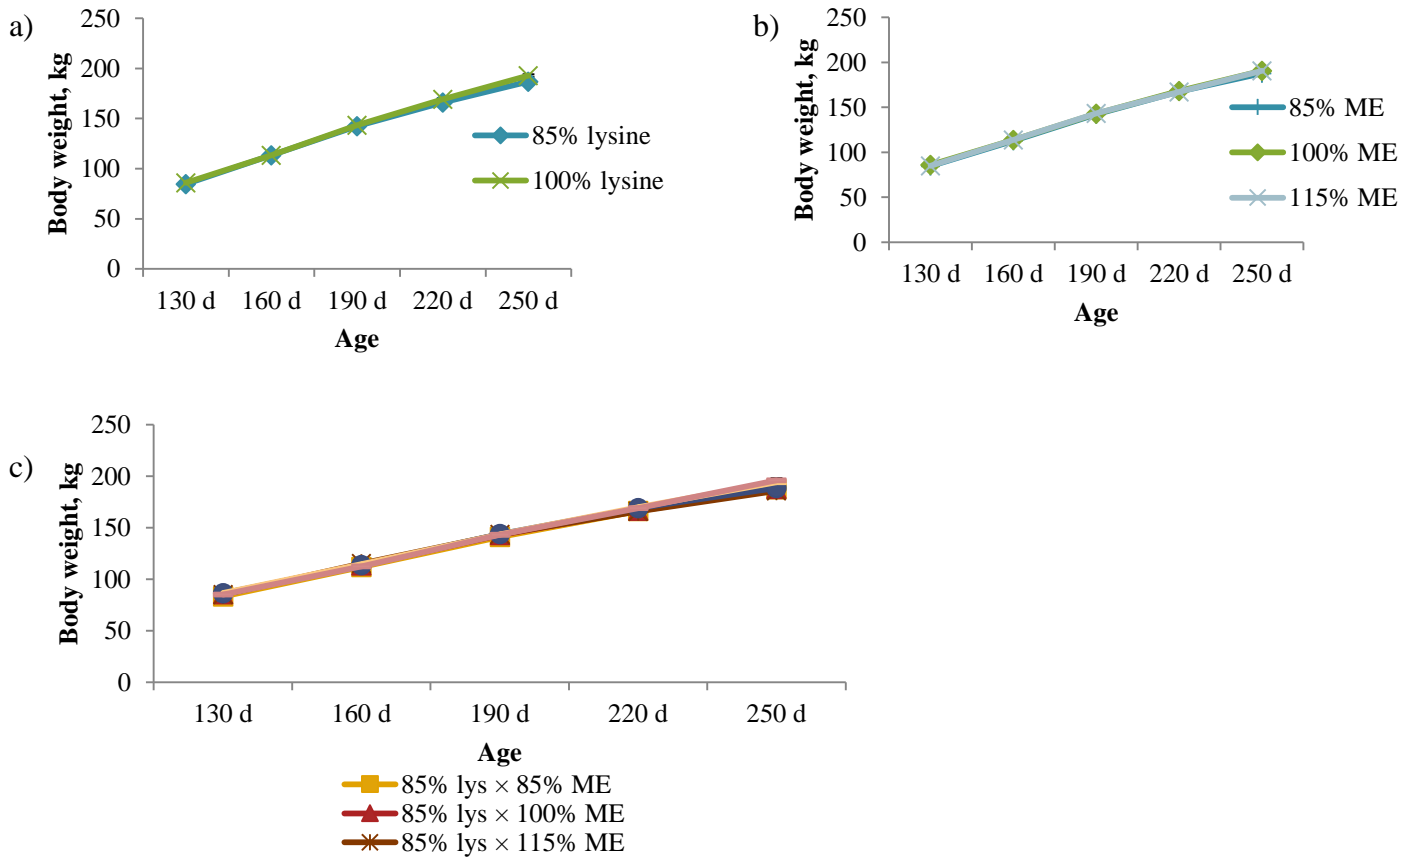 a)
Body weight, kg
250
200
150
100
50
0
130 d 160 d 190 d 220 d 250 d
Age
85% lysine
100% lysine
b)
Body weight, kg
250
200
150
100
50
0
130 d 160 d 190 d 220 d 250 d
Age
85% ME
100% ME
115% ME
c)
Body weight, kg
250
200
150
100
50
0
130 d 160 d 190 d 220 d 250 d
Age
85% lys × 85% ME
85% lys × 100% ME
85% lys × 115% ME